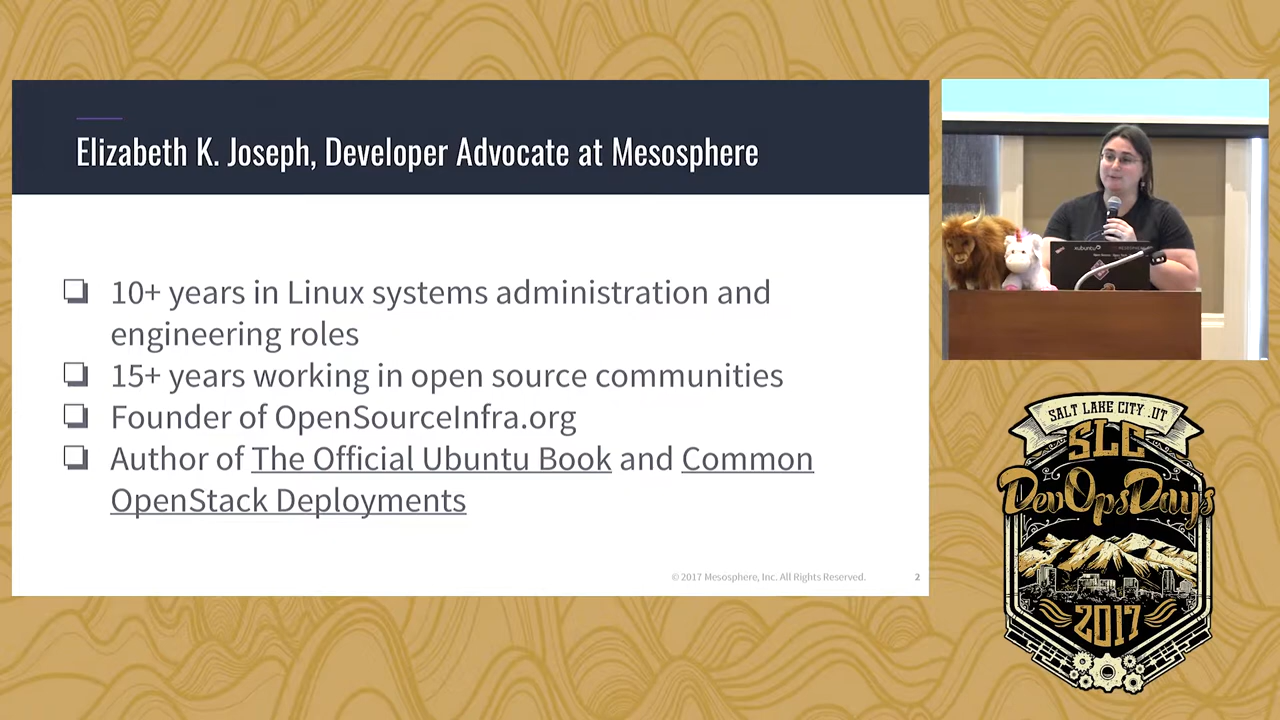 Elizabeth K. Joseph, Developer Advocate at Mesosphere
❏ 10+ years in Linux systems administration and
engineering roles
❏ 15+ years working in open source communities
❏ Founder of OpenSourceInfra.org
❏ Author of The Official Ubuntu Book and Common
OpenStack Deployments
© 2017 Mesosphere, Inc. All Rights Reserved.
2
xubuntu
SALT LAKE CITY .UT
SLC
DevOpsDays
2017